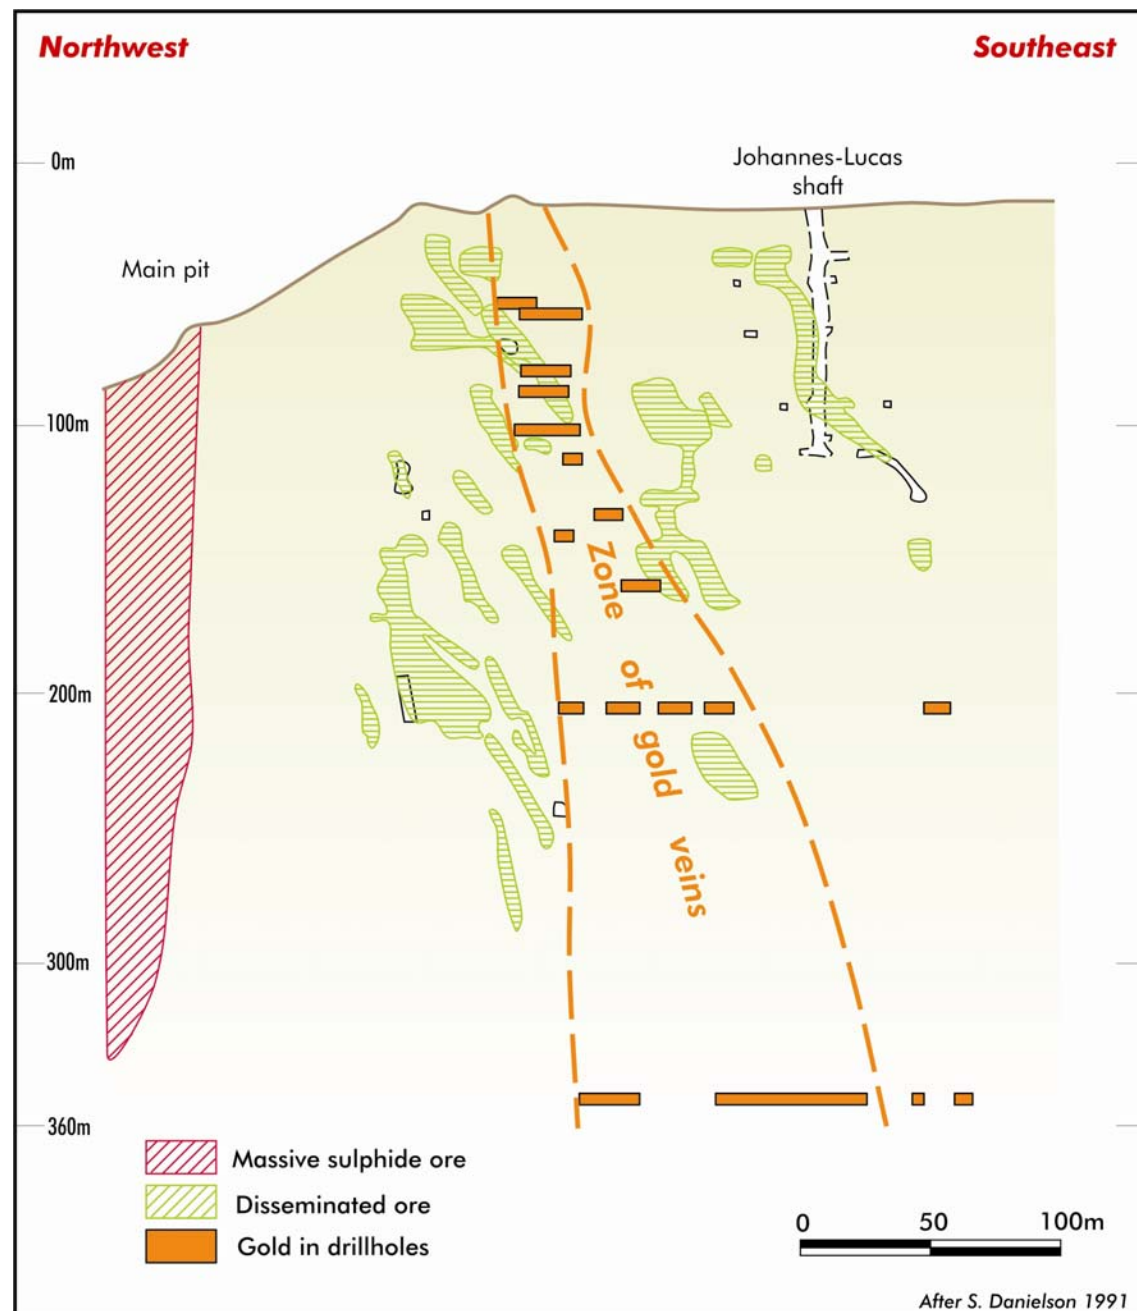 Northwest
Southeast
0m
Johannes-Lucas
shaft
Main pit
100m
Zone of gold veins
200m
300m
360m
Massive sulphide ore
Disseminated ore
Gold in drillholes
0 50 100m
After S. Danielson 1991